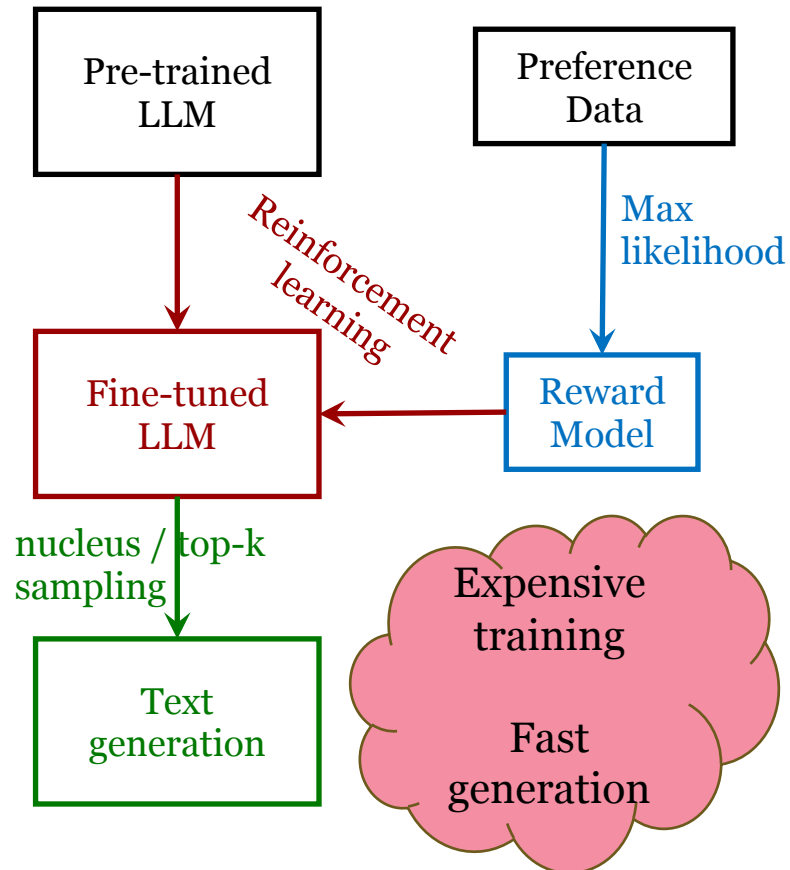 Pre-trained
LLM
Preference
Data
Reinforcement
learning
Max
likelihood
Fine-tuned
LLM
Reward
Model
nucleus / top-k
sampling
Expensive
training
Text
generation
Fast
generation